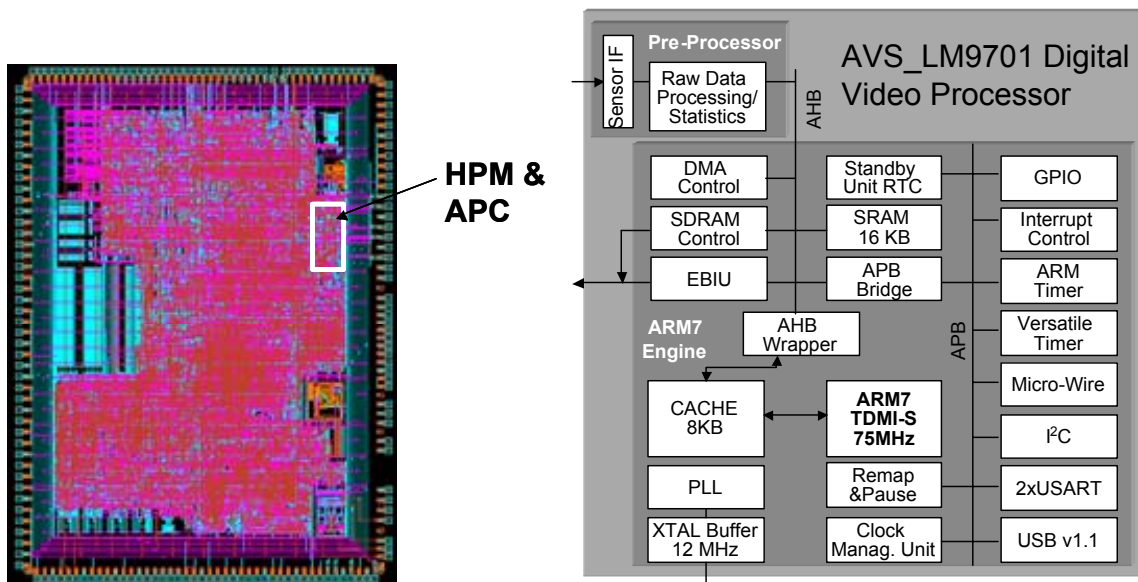 HPM &
APC
Pre-Processor
Sensor IF
Raw Data
Processing/
Statistics
AHB
AVS_LM9701 Digital
Video Processor
DMA
Control
Standby
Unit RTC
GPIO
SDRAM
Control
SRAM
16 KB
Interrupt
Control
EBIU
APB
Bridge
ARM
Timer
ARM7
Engine
AHB
Wrapper
APB
Versatile
Timer
Micro-Wire
CACHE
8KB
ARM7
TDMI-S
75MHz
I²C
PLL
Remap
&Pause
2xUSART
XTAL Buffer
12 MHz
Clock
Manag. Unit
USB v1.1